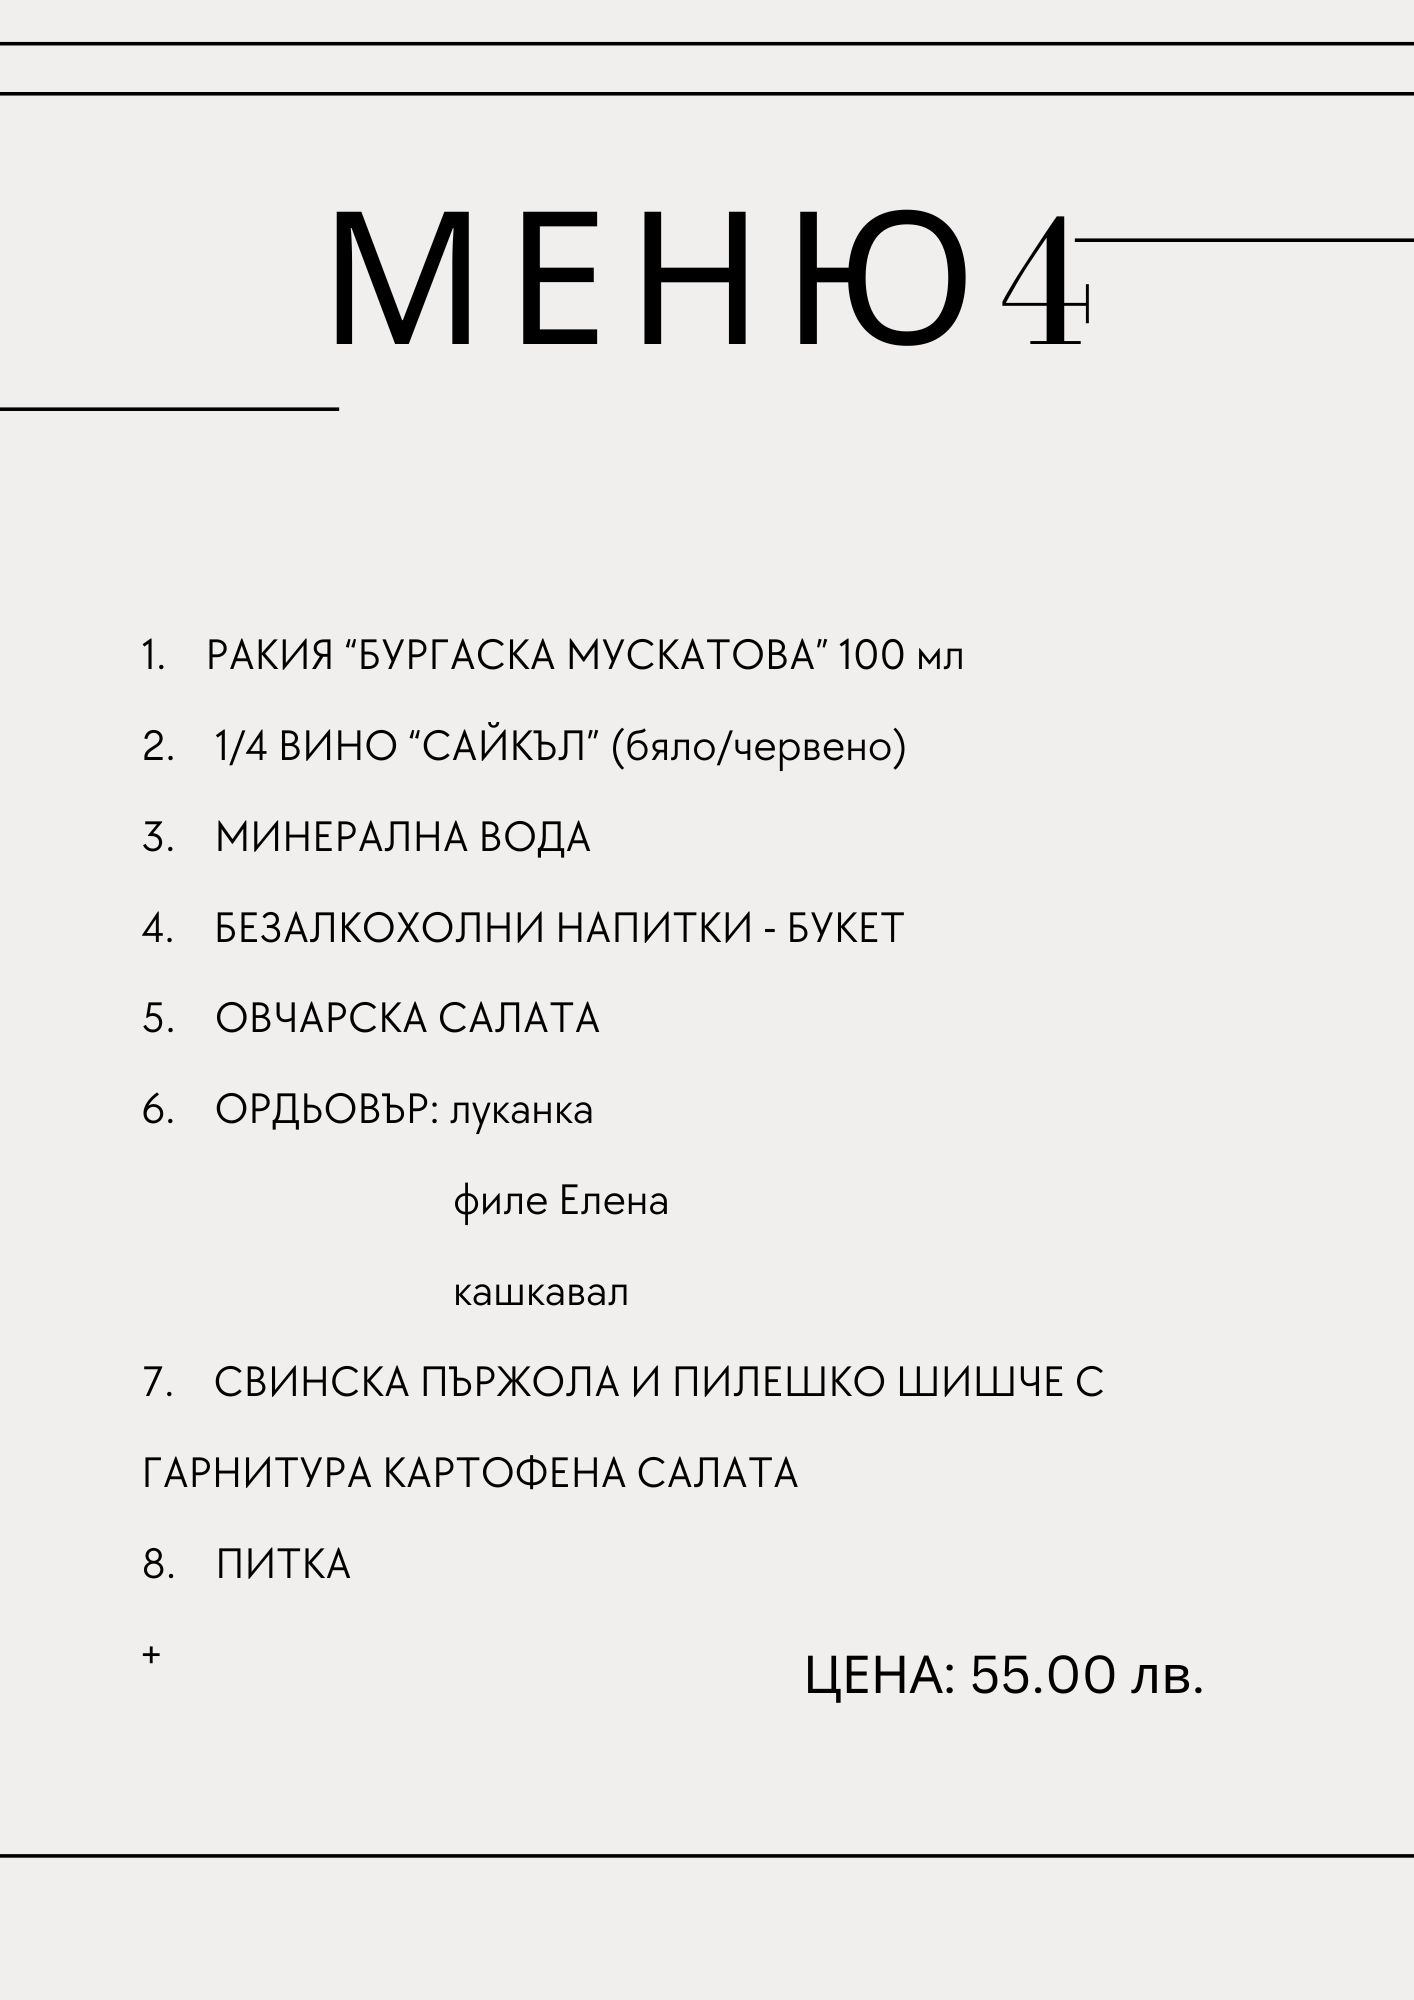 МЕНЮ4
1. РАКИЯ “БУРГАСКА МУСКАТОВА” 100 мл
2. 1/4 ВИНО “САЙКЪЛ” (бяло/червено)
3. МИНЕРАЛНА ВОДА
4. БЕЗАЛКОХОЛНИ НАПИТКИ - БУКЕТ
5. ОВЧАРСКА САЛАТА
6. ОРДЬОВЪР: луканка
филе Елена
кашкавал
7. СВИНСКА ПЪРЖОЛА И ПИЛЕШКО ШИШЧЕ С
ГАРНИТУРА КАРТОФЕНА САЛАТА
8. ПИТКА
+
ЦЕНА: 55.00 лв.